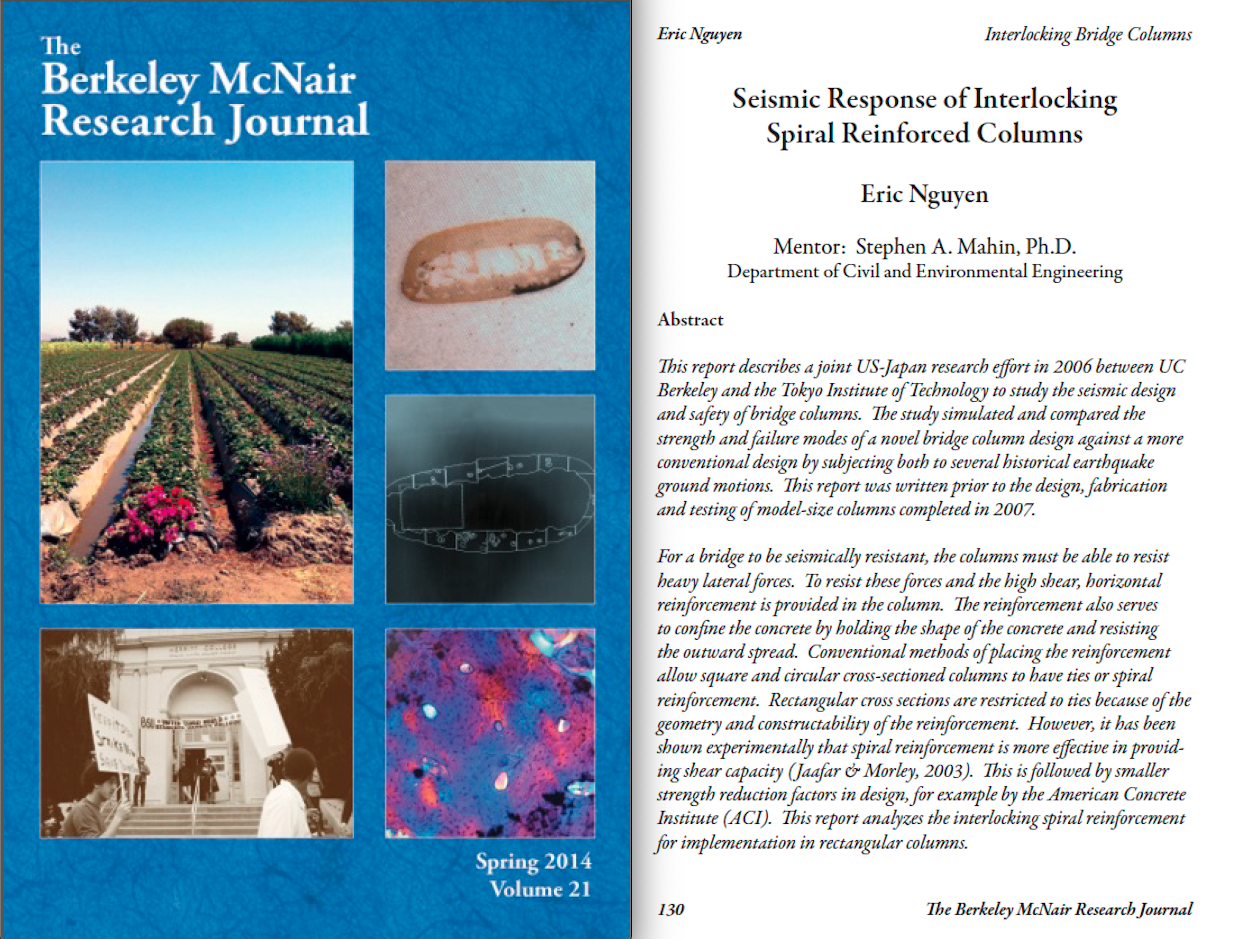 The
Berkeley McNair
Research Journal
MERRITT COLLEGE
Spring 2014
Volume 21
Eric Nguyen
Interlocking Bridge Columns
Seismic Response of Interlocking
Spiral Reinforced Columns
Eric Nguyen
Mentor: Stephen A. Mahin, Ph.D.
Department of Civil and Environmental Engineering
Abstract
This report describes a joint US-Japan research effort in 2006 between UC
Berkeley and the Tokyo Institute of Technology to study the seismic design
and safety of bridge columns. The study simulated and compared the
strength and failure modes of a novel bridge column design against a more
conventional design by subjecting both to several historical earthquake
ground motions. This report was written prior to the design, fabrication
and testing of model-size columns completed in 2007.
For a bridge to be seismically resistant, the columns must be able to resist
heavy lateral forces. To resist these forces and the high shear, horizontal
reinforcement is provided in the column. The reinforcement also serves
to confine the concrete by holding the shape of the concrete and resisting
the outward spread. Conventional methods of placing the reinforcement
allow square and circular cross-sectioned columns to have ties or spiral
reinforcement. Rectangular cross sections are restricted to ties because of the
geometry and constructability of the reinforcement. However, it has been
shown experimentally that spiral reinforcement is more effective in provid-
ing shear capacity (Jaafar & Morley, 2003). This is followed by smaller
strength reduction factors in design, for example by the American Concrete
Institute (ACI). This report analyzes the interlocking spiral reinforcement
for implementation in rectangular columns.
130
The Berkeley McNair Research Journal